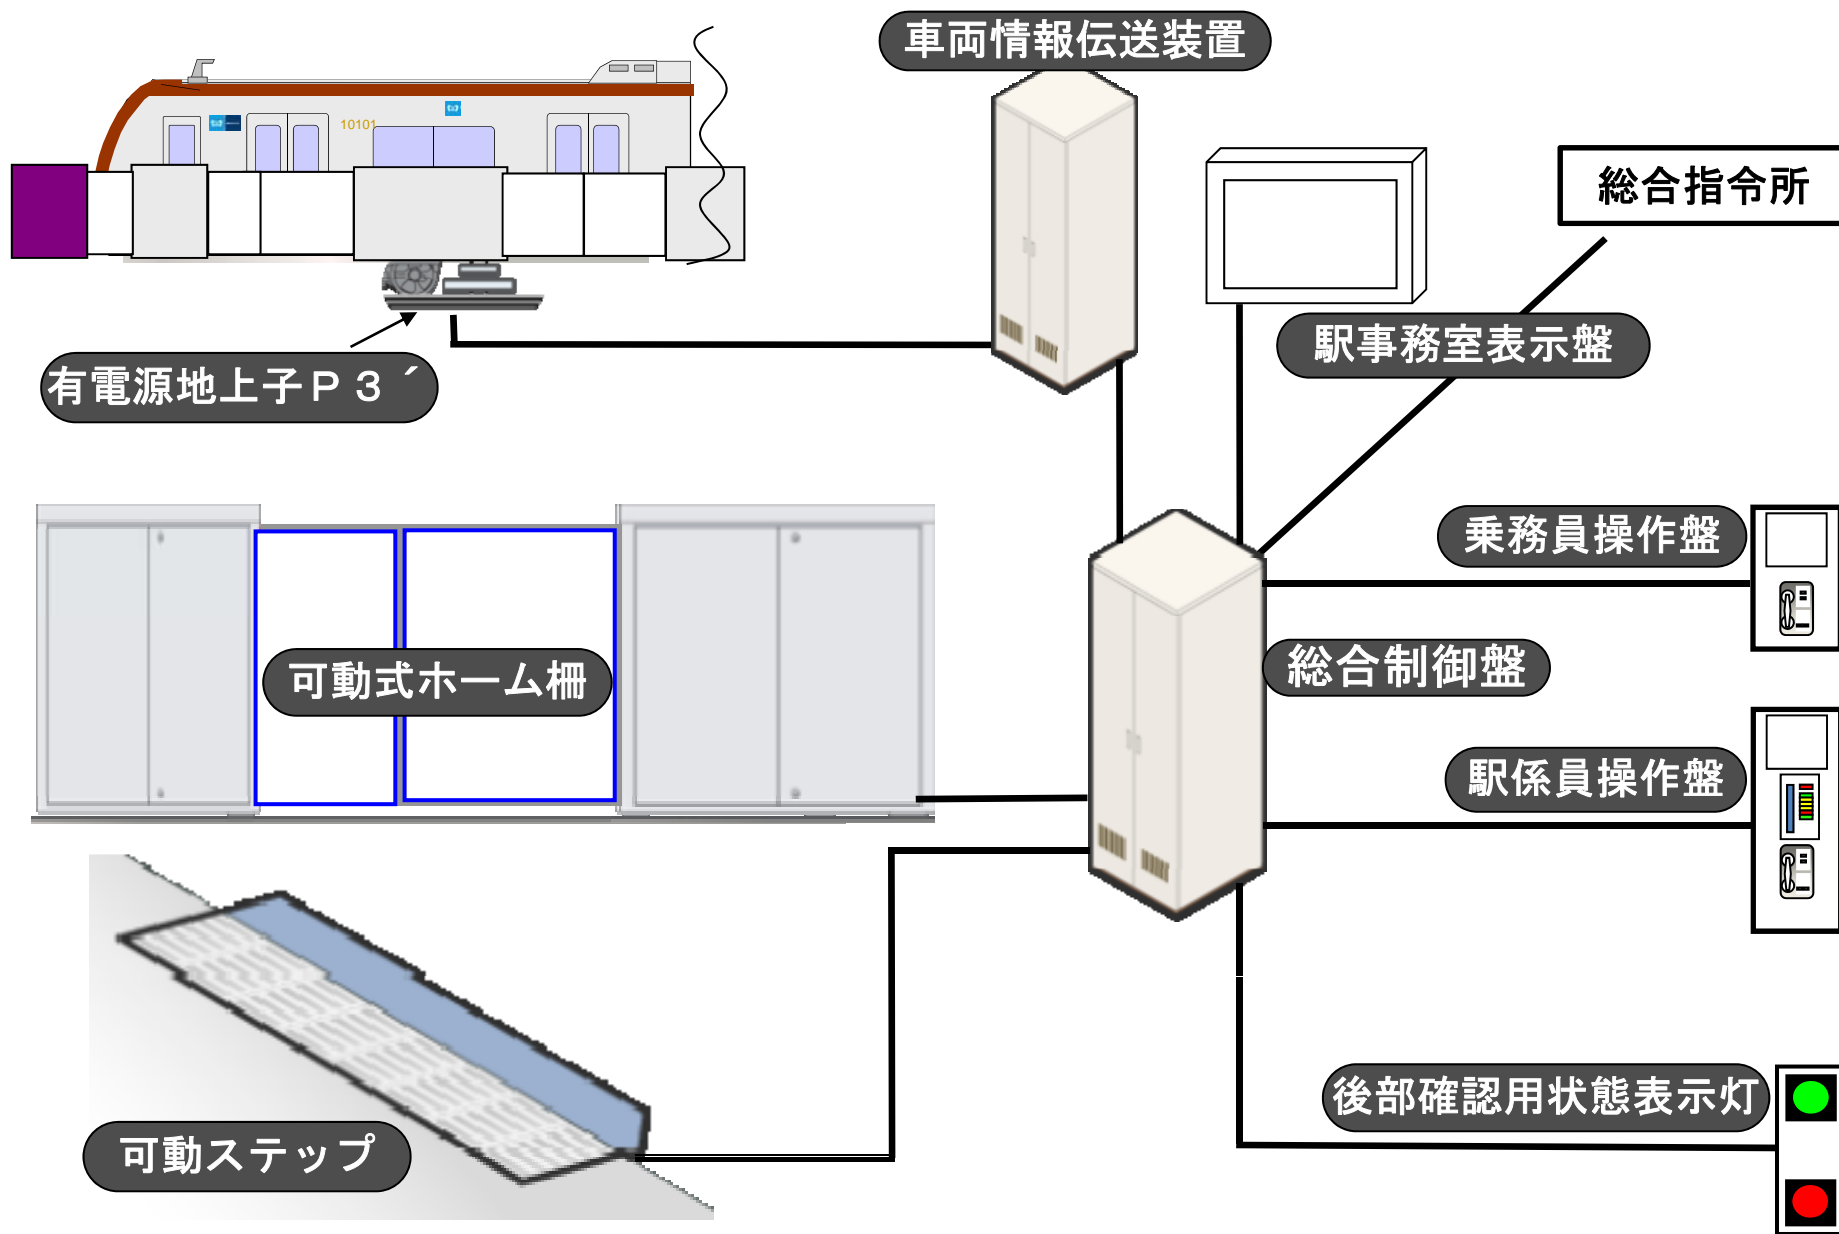 車両情報伝送装置
10101
総合指令所
駅事務室表示盤
有電源地上子Ｐ３´
乗務員操作盤
可動式ホーム柵
総合制御盤
駅係員操作盤
後部確認用状態表示灯
可動ステップ